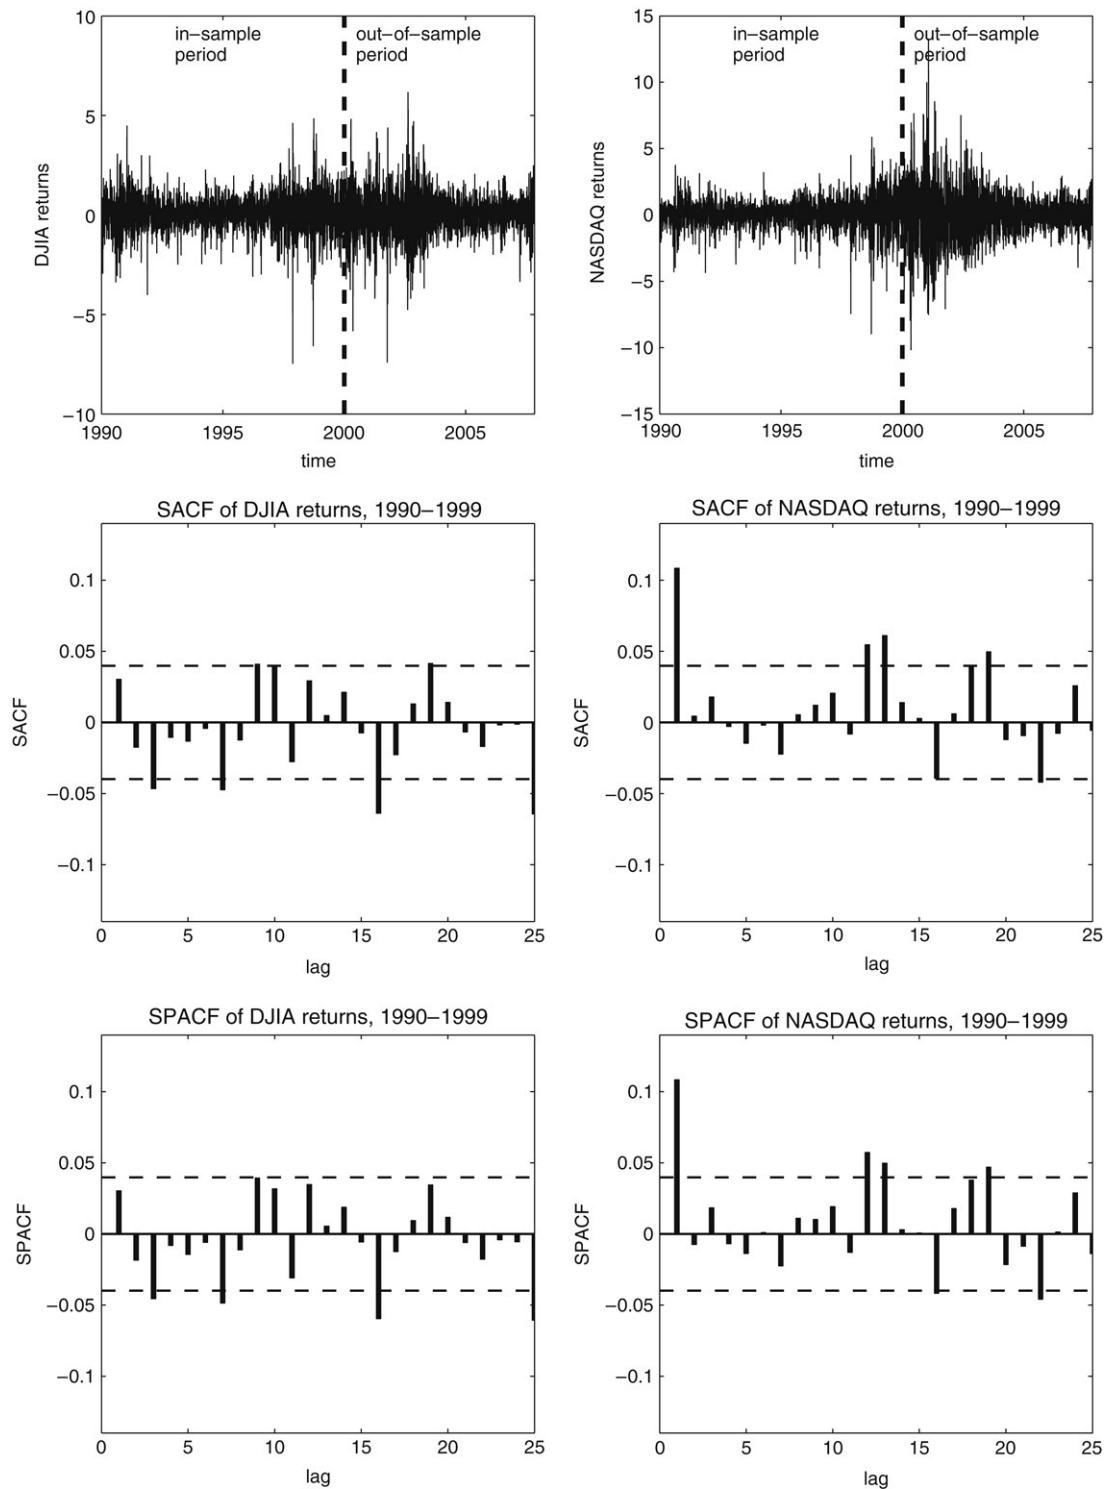 in−sample
period
out−of−sample
period
10
5
0
−5
−10
DJIA returns
1990
1995
2000
2005
time
in−sample
period
out−of−sample
period
15
10
5
0
−5
−10
−15
NASDAQ returns
1990
1995
2000
2005
time
SACF of DJIA returns, 1990−1999
0.1
0.05
0
−0.05
−0.1
SACF
0
5
10
15
20
25
lag
SACF of NASDAQ returns, 1990−1999
0.1
0.05
0
−0.05
−0.1
SACF
0
5
10
15
20
25
lag
SPACF of DJIA returns, 1990−1999
0.1
0.05
0
−0.05
−0.1
SPACF
0
5
10
15
20
25
lag
SPACF of NASDAQ returns, 1990−1999
0.1
0.05
0
−0.05
−0.1
SPACF
0
5
10
15
20
25
lag